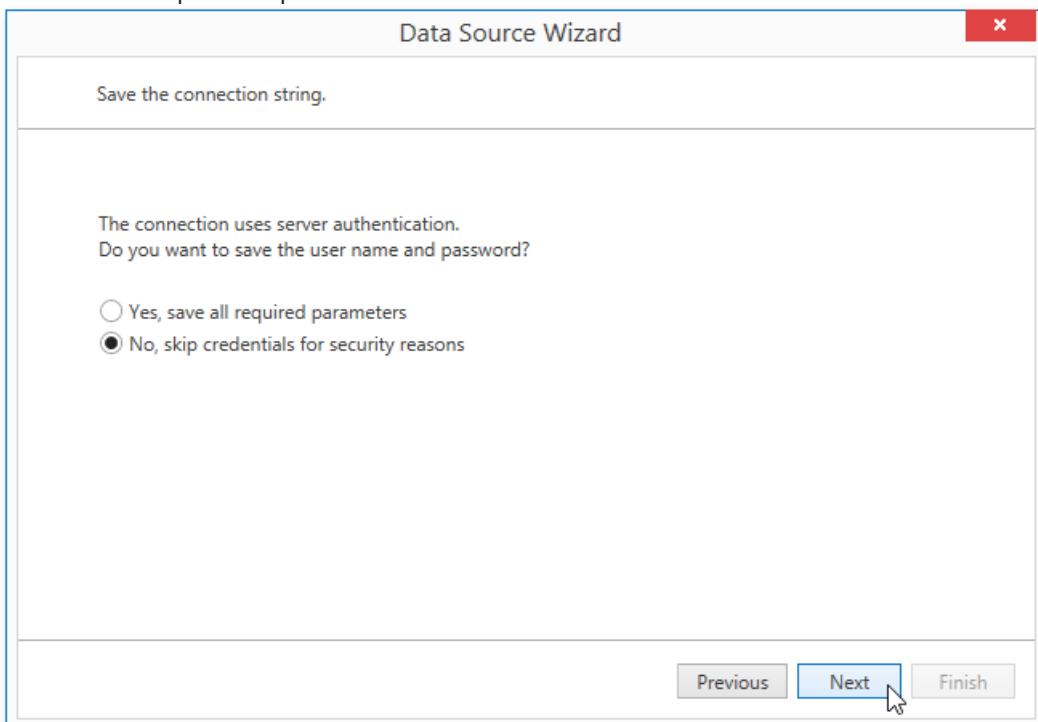 Data Source Wizard
Save the connection string.
The connection uses server authentication.
Do you want to save the user name and password?
Yes, save all required parameters
No, skip credentials for security reasons
Previous Next Finish